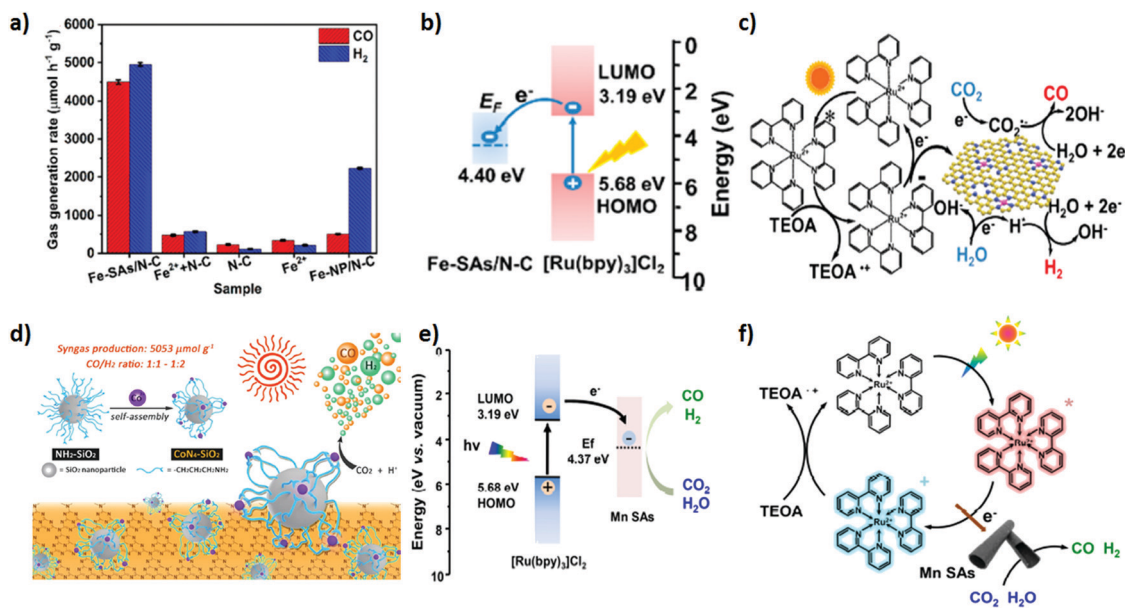 a)
6000
5000
4000
3000
2000
1000
0
Gas generation rate (μmol h⁻¹ g⁻¹)
CO
H₂
Fe-SAs/N-C
Fe²⁺+N-C
N-C
Fe²⁺
Fe-NP/N-C
Sample
b)
LUMO
3.19 eV
e⁻
E_F
4.40 eV
5.68 eV
HOMO
Fe-SAs/N-C
[Ru(bpy)₃]Cl₂
0
2
4
6
8
10
Energy (eV)
c)
N
Ru²⁺
*
TEOA
TEOA•⁺
e⁻
-
CO₂
CO
e⁻
CO₂•⁻
2OH⁻
H₂O + 2e⁻
OH⁻
H₂O + 2e⁻
e⁻
H•
OH⁻
H₂O
H₂
d)
Syngas production: 5053 μmol g⁻¹
CO/H₂ ratio: 1:1 - 1:2
Co
self-assembly
NH₂-SiO₂
CoN₄-SiO₂
= SiO₂ nanoparticle
= -CH₂CH₂CH₂NH₂
CO
H₂
CO₂ + H⁺
e)
0
2
4
6
8
10
Energy (eV vs. vacuum)
LUMO
3.19 eV
e⁻
hν
Ef
4.37 eV
5.68 eV
HOMO
Mn SAs
CO
H₂
CO₂
H₂O
[Ru(bpy)₃]Cl₂
f)
TEOA·+
TEOA
N
Ru²⁺
*
+
e⁻
Mn SAs
CO H₂
CO₂ H₂O